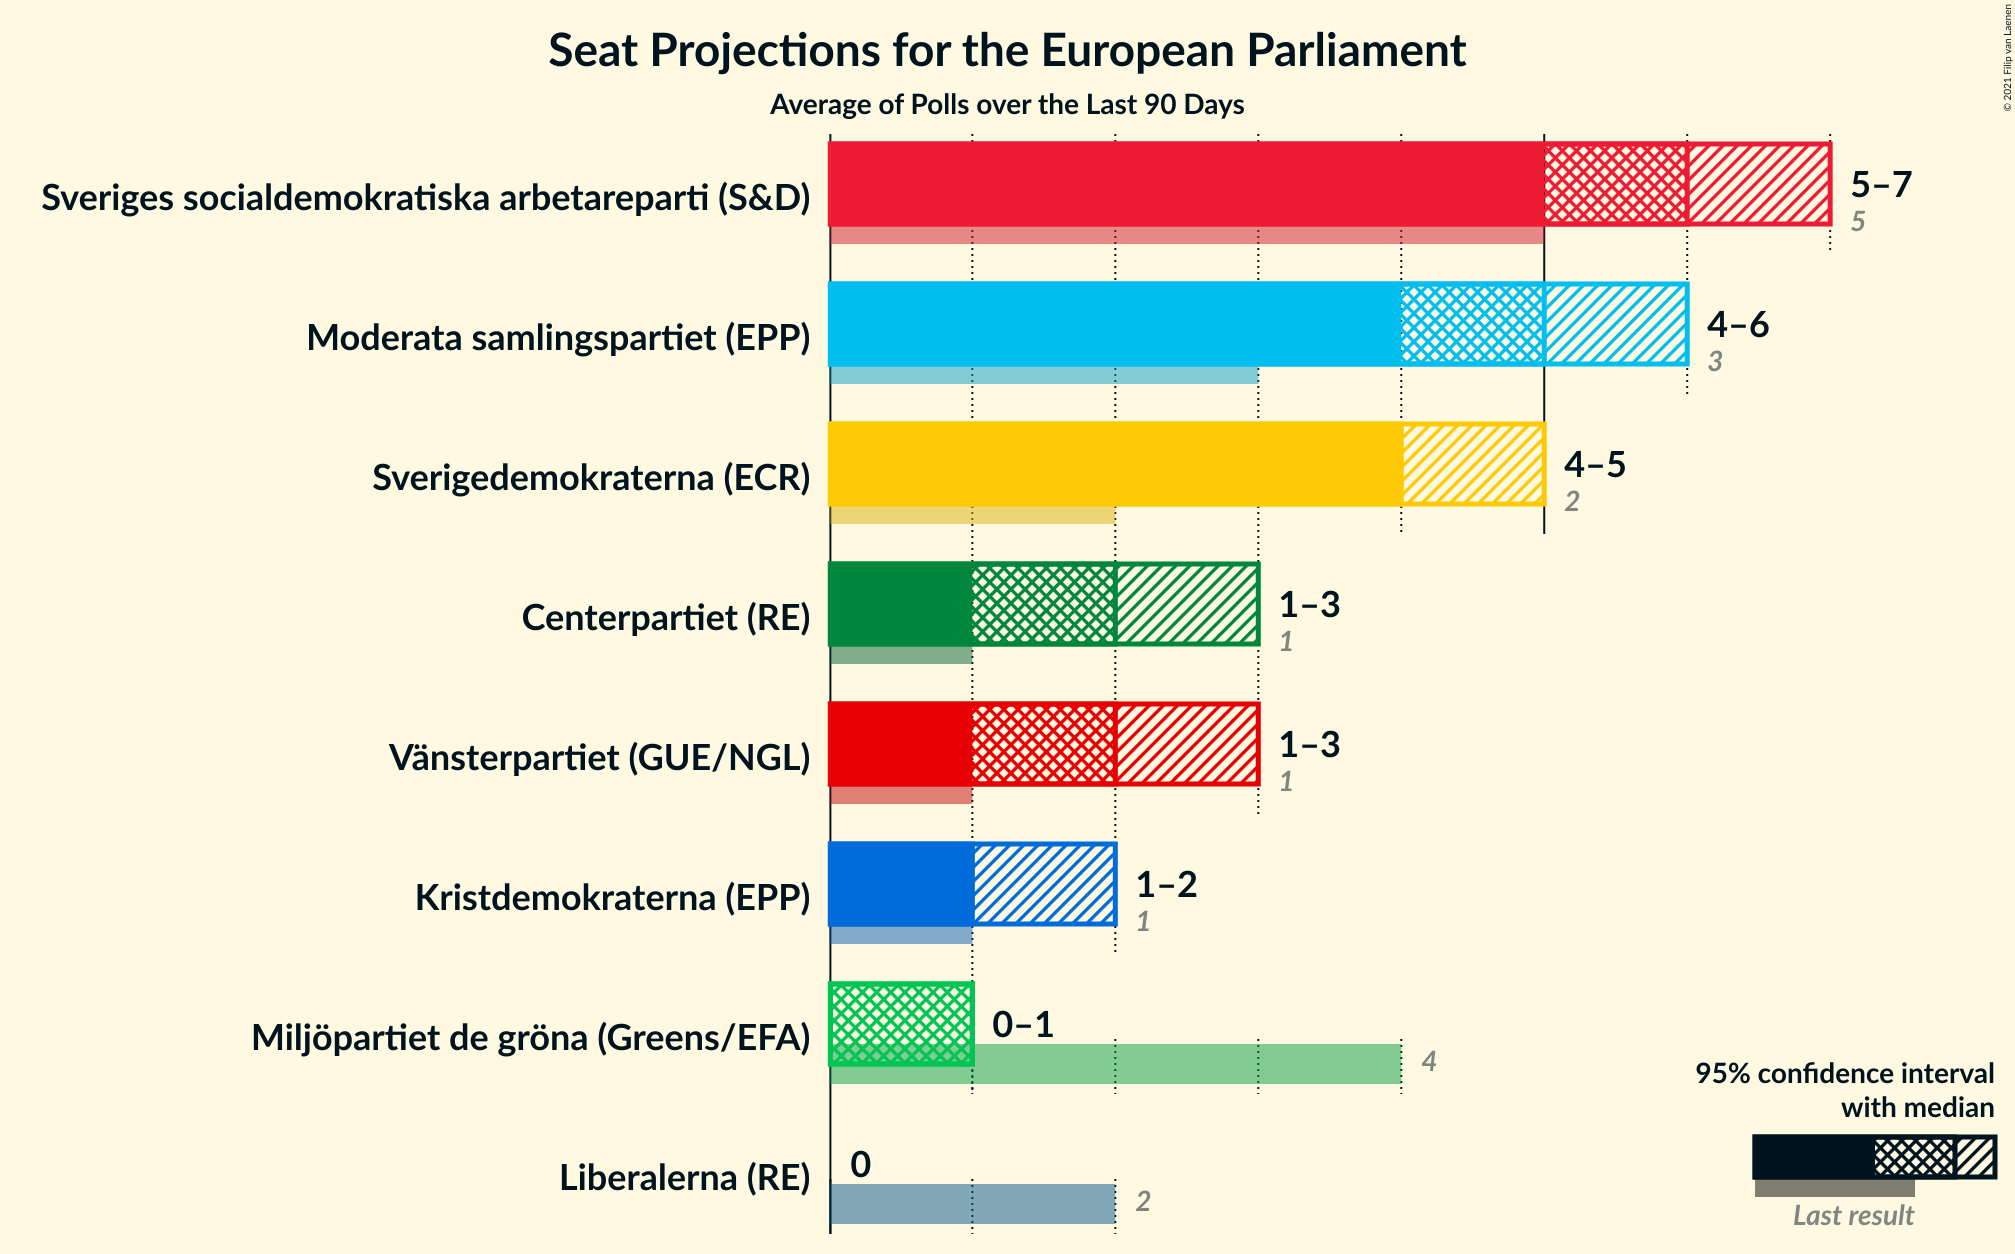 Seat Projections for the European Parliament
Average of Polls over the Last 90 Days
© 2021 Filip van Laenen
Sveriges socialdemokratiska arbetareparti (S&D)
5–7
5
Moderata samlingspartiet (EPP)
4–6
3
Sverigedemokraterna (ECR)
4–5
2
Centerpartiet (RE)
1–3
1
Vänsterpartiet (GUE/NGL)
1–3
1
Kristdemokraterna (EPP)
1–2
1
Miljöpartiet de gröna (Greens/EFA)
0–1
4
Liberalerna (RE)
0
2
95% confidence interval
with median
Last result